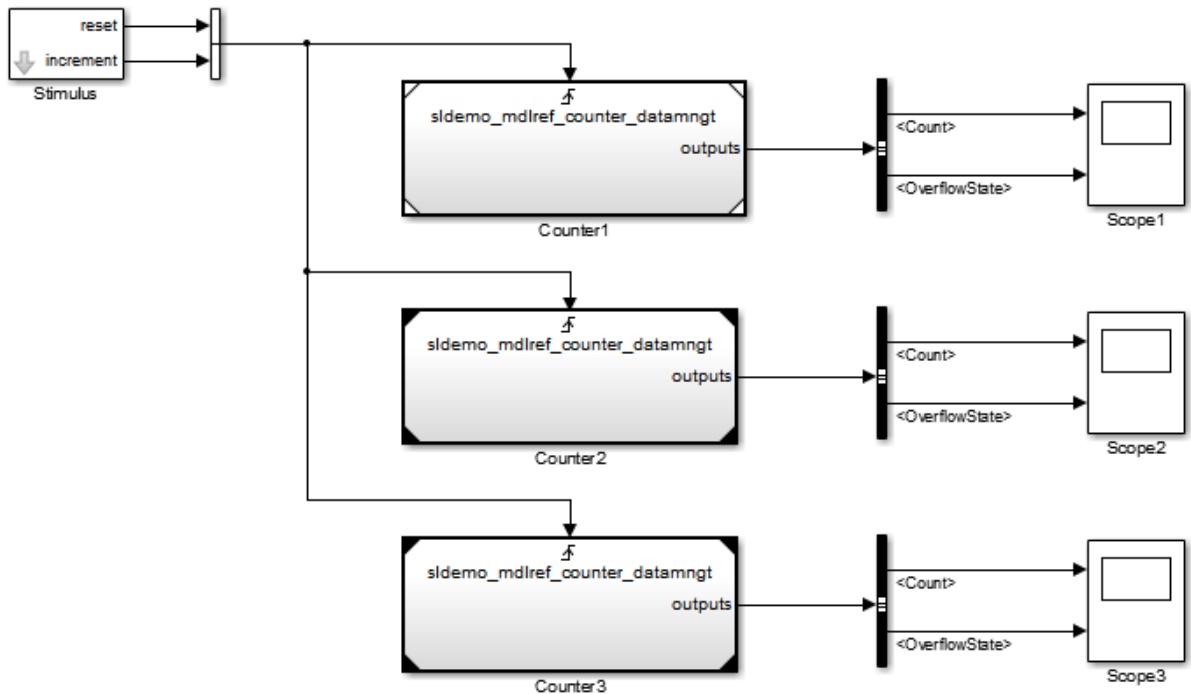 reset
increment
Stimulus
sldemo_mdlref_counter_datamngt
outputs
Counter1
<Count>
<OverflowState>
Scope1
sldemo_mdlref_counter_datamngt
outputs
Counter2
<Count>
<OverflowState>
Scope2
sldemo_mdlref_counter_datamngt
outputs
Counter3
<Count>
<OverflowState>
Scope3